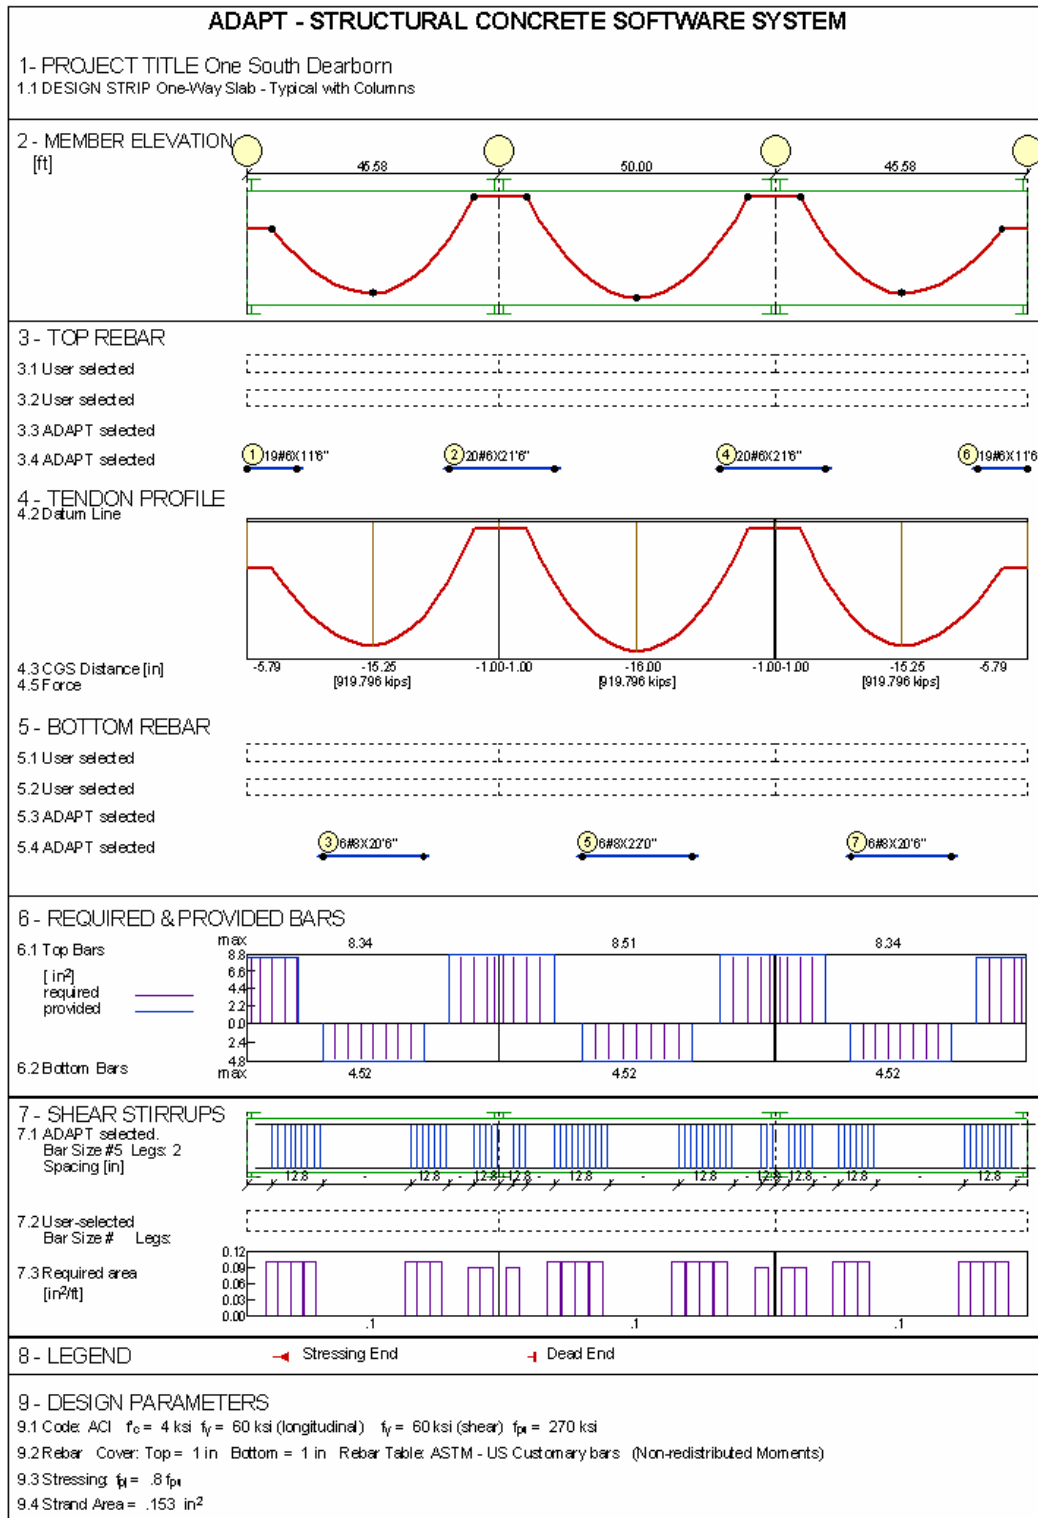 ADAPT - STRUCTURAL CONCRETE SOFTWARE SYSTEM
1- PROJECT TITLE One South Dearborn
1.1 DESIGN STRIP One-Way Slab - Typical with Columns
2 - MEMBER ELEVATION
[ft]
45.58 50.00 45.58
3 - TOP REBAR
3.1 User selected
3.2 User selected
3.3 ADAPT selected
3.4 ADAPT selected
1 19#6X11'6" 2 20#6X21'6" 4 20#6X21'6" 6 19#6X11'6
4 - TENDON PROFILE
4.2 Datum Line
4.3 CGS Distance [in] -5.79 -15.25 -1.00-1.00 -16.00 -1.00-1.00 -15.25 -5.79
4.5 Force [919.796 kips] [919.796 kips] [919.796 kips]
5 - BOTTOM REBAR
5.1 User selected
5.2 User selected
5.3 ADAPT selected
5.4 ADAPT selected
3 6#8X20'6" 5 6#8X22'0" 7 6#8X20'6"
6 - REQUIRED & PROVIDED BARS
6.1 Top Bars max 8.34 8.51 8.34
8.8
[in²] 6.6
required 4.4
provided 2.2
0.0
2.4
4.8
6.2 Bottom Bars max 4.52 4.52 4.52
7 - SHEAR STIRRUPS
7.1 ADAPT selected.
Bar Size #5 Legs: 2
Spacing [in]
- 12.8 - 12.8 - 12.8 12.8 - 12.8 - 12.8 - 12.8 12.8 - 12.8 - 12.8
7.2 User-selected
Bar Size # Legs:
7.3 Required area 0.12
[in²/ft] 0.09
0.06
0.03
0.00
.1 .1 .1
8 - LEGEND Stressing End Dead End
9 - DESIGN PARAMETERS
9.1 Code: ACI f'c = 4 ksi fy = 60 ksi (longitudinal) fy = 60 ksi (shear) fpu = 270 ksi
9.2 Rebar Cover: Top = 1 in Bottom = 1 in Rebar Table: ASTM - US Customary bars (Non-redistributed Moments)
9.3 Stressing: fpj = .8 fpu
9.4 Strand Area = .153 in²